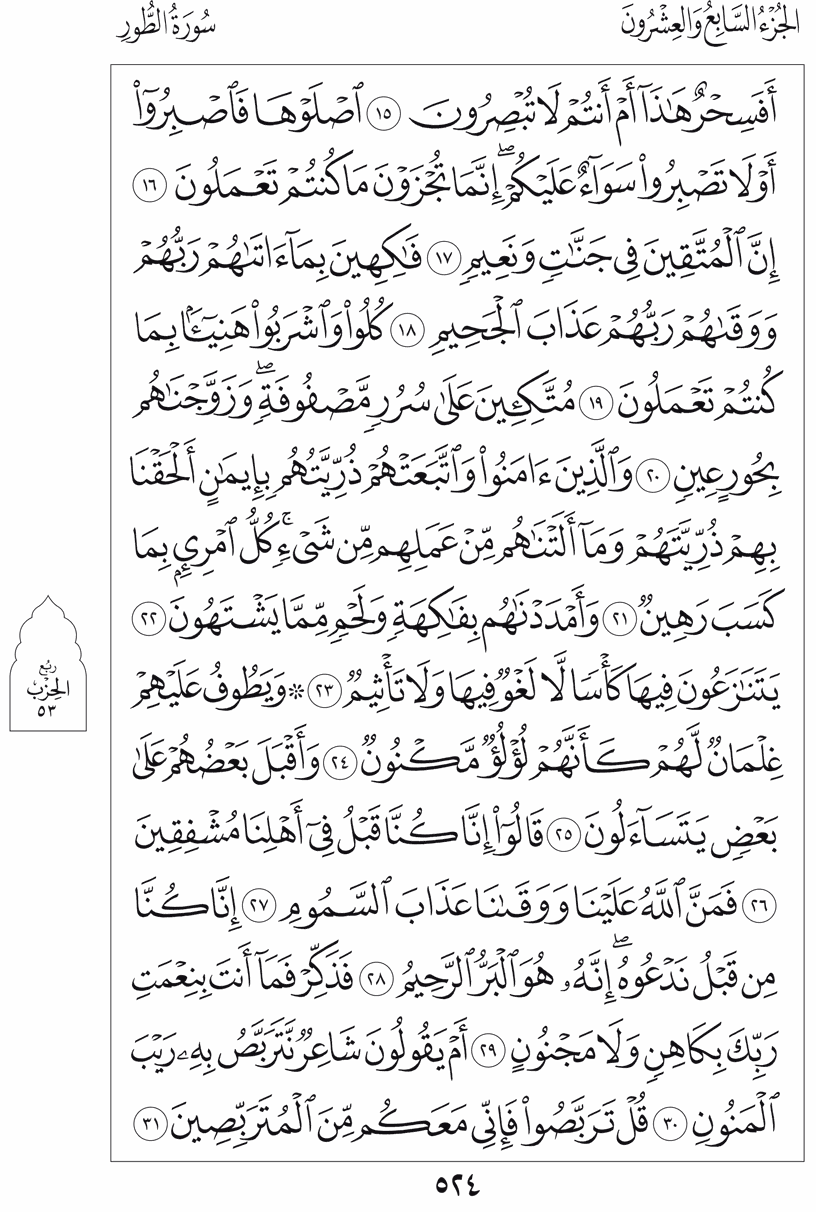 الجُزْءُ السَّابِعُ وَالعِشْرُونَ
سُورَةُ الطُّورِ
أَفَسِحْرٌ هَٰذَآ أَمْ أَنتُمْ لَا تُبْصِرُونَ ١٥ ٱصْلَوْهَا فَٱصْبِرُوٓا۟
أَوْ لَا تَصْبِرُوا۟ سَوَآءٌ عَلَيْكُمْ ۖ إِنَّمَا تُجْزَوْنَ مَا كُنتُمْ تَعْمَلُونَ ١٦
إِنَّ ٱلْمُتَّقِينَ فِى جَنَّٰتٍ وَنَعِيمٍ ١٧ فَٰكِهِينَ بِمَآ ءَاتَىٰهُمْ رَبُّهُمْ
وَوَقَىٰهُمْ رَبُّهُمْ عَذَابَ ٱلْجَحِيمِ ١٨ كُلُوا۟ وَٱشْرَبُوا۟ هَنِيٓـًٔۢا بِمَا
كُنتُمْ تَعْمَلُونَ ١٩ مُتَّكِـِٔينَ عَلَىٰ سُرُرٍ مَّصْفُوفَةٍ ۖ وَزَوَّجْنَٰهُم
بِحُورٍ عِينٍ ٢٠ وَٱلَّذِينَ ءَامَنُوا۟ وَٱتَّبَعَتْهُمْ ذُرِّيَّتُهُم بِإِيمَٰنٍ أَلْحَقْنَا
بِهِمْ ذُرِّيَّتَهُمْ وَمَآ أَلَتْنَٰهُم مِّنْ عَمَلِهِم مِّن شَىْءٍ ۚ كُلُّ ٱمْرِئٍۭ بِمَا
كَسَبَ رَهِينٌ ٢١ وَأَمْدَدْنَٰهُم بِفَٰكِهَةٍ وَلَحْمٍ مِّمَّا يَشْتَهُونَ ٢٢
يَتَنَٰزَعُونَ فِيهَا كَأْسًا لَّا لَغْوٌ فِيهَا وَلَا تَأْثِيمٌ ٢٣ * وَيَطُوفُ عَلَيْهِمْ
غِلْمَانٌ لَّهُمْ كَأَنَّهُمْ لُؤْلُؤٌ مَّكْنُونٌ ٢٤ وَأَقْبَلَ بَعْضُهُمْ عَلَىٰ
بَعْضٍ يَتَسَآءَلُونَ ٢٥ قَالُوٓا۟ إِنَّا كُنَّا قَبْلُ فِىٓ أَهْلِنَا مُشْفِقِينَ
٢٦ فَمَنَّ ٱللَّهُ عَلَيْنَا وَوَقَىٰنَا عَذَابَ ٱلسَّمُومِ ٢٧ إِنَّا كُنَّا
مِن قَبْلُ نَدْعُوهُ ۖ إِنَّهُۥ هُوَ ٱلْبَرُّ ٱلرَّحِيمُ ٢٨ فَذَكِّرْ فَمَآ أَنتَ بِنِعْمَتِ
رَبِّكَ بِكَاهِنٍ وَلَا مَجْنُونٍ ٢٩ أَمْ يَقُولُونَ شَاعِرٌ نَّتَرَبَّصُ بِهِۦ رَيْبَ
ٱلْمَنُونِ ٣٠ قُلْ تَرَبَّصُوا۟ فَإِنِّى مَعَكُم مِّنَ ٱلْمُتَرَبِّصِينَ ٣١
رُبُعُ
الحِزْبِ
٥٣
٥٢٤